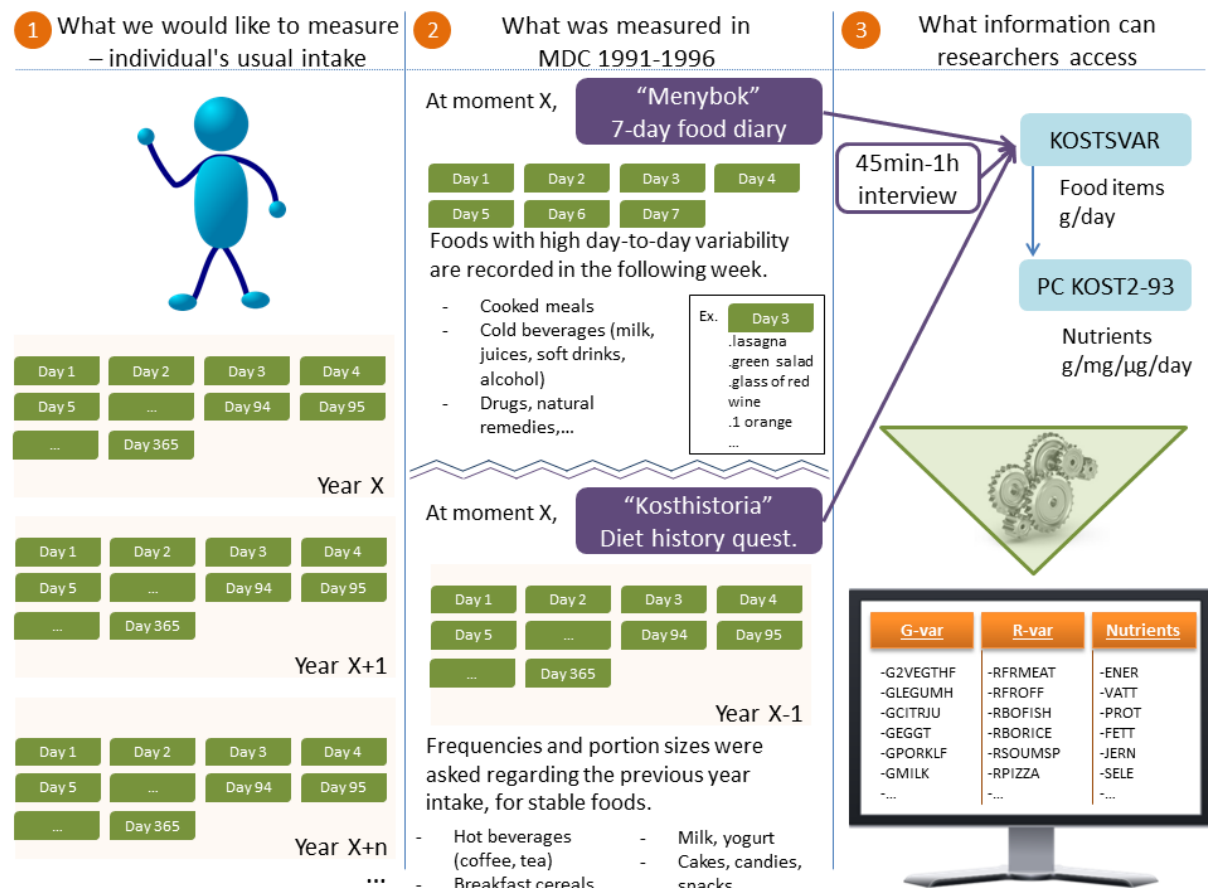 1
What we would like to measure
– individual's usual intake
Day 1
Day 2
Day 3
Day 4
Day 5
...
Day 94
Day 95
...
Day 365
Year X
Day 1
Day 2
Day 3
Day 4
Day 5
...
Day 94
Day 95
...
Day 365
Year X+1
Day 1
Day 2
Day 3
Day 4
Day 5
...
Day 94
Day 95
...
Day 365
Year X+n
...
2
What was measured in
MDC 1991-1996
At moment X,
“Menybok”
7-day food diary
Day 1
Day 2
Day 3
Day 4
Day 5
Day 6
Day 7
Foods with high day-to-day variability
are recorded in the following week.
- Cooked meals
- Cold beverages (milk,
juices, soft drinks,
alcohol)
- Drugs, natural
remedies,...
Ex.
Day 3
.lasagna
.green salad
.glass of red
wine
.1 orange
...
At moment X,
“Kosthistoria”
Diet history quest.
Day 1
Day 2
Day 3
Day 4
Day 5
...
Day 94
Day 95
...
Day 365
Year X-1
Frequencies and portion sizes were
asked regarding the previous year
intake, for stable foods.
- Hot beverages
(coffee, tea)
- Breakfast cereals
- Milk, yogurt
- Cakes, candies,
snacks
3
What information can
researchers access
45min-1h
interview
KOSTSVAR
Food items
g/day
PC KOST2-93
Nutrients
g/mg/µg/day
G-var
-G2VEGTHF
-GLEGUMH
-GCITRJU
-GEGGT
-GPORKLF
-GMILK
-...
R-var
-RFRMEAT
-RFROFF
-RBOFISH
-RBORICE
-RSOUMSP
-RPIZZA
-...
Nutrients
-ENER
-VATT
-PROT
-FETT
-JERN
-SELE
-...